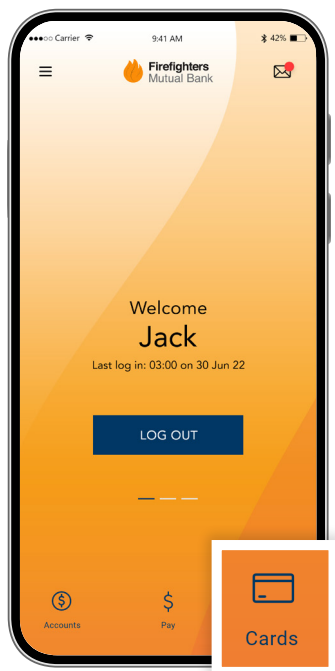 Carrier
9:41 AM
42%
Firefighters
Mutual Bank
Welcome
Jack
Last log in: 03:00 on 30 Jun 22
LOG OUT
Accounts
Pay
Cards